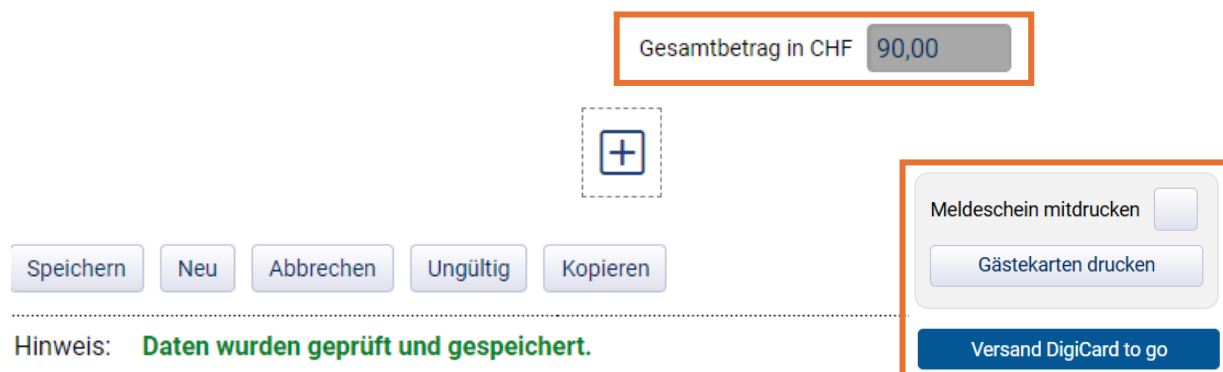 Gesamtbetrag in CHF 90,00
Meldeschein mitdrucken
Speichern Neu Abbrechen Ungültig Kopieren
Gästekarten drucken
Hinweis: Daten wurden geprüft und gespeichert.
Versand DigiCard to go